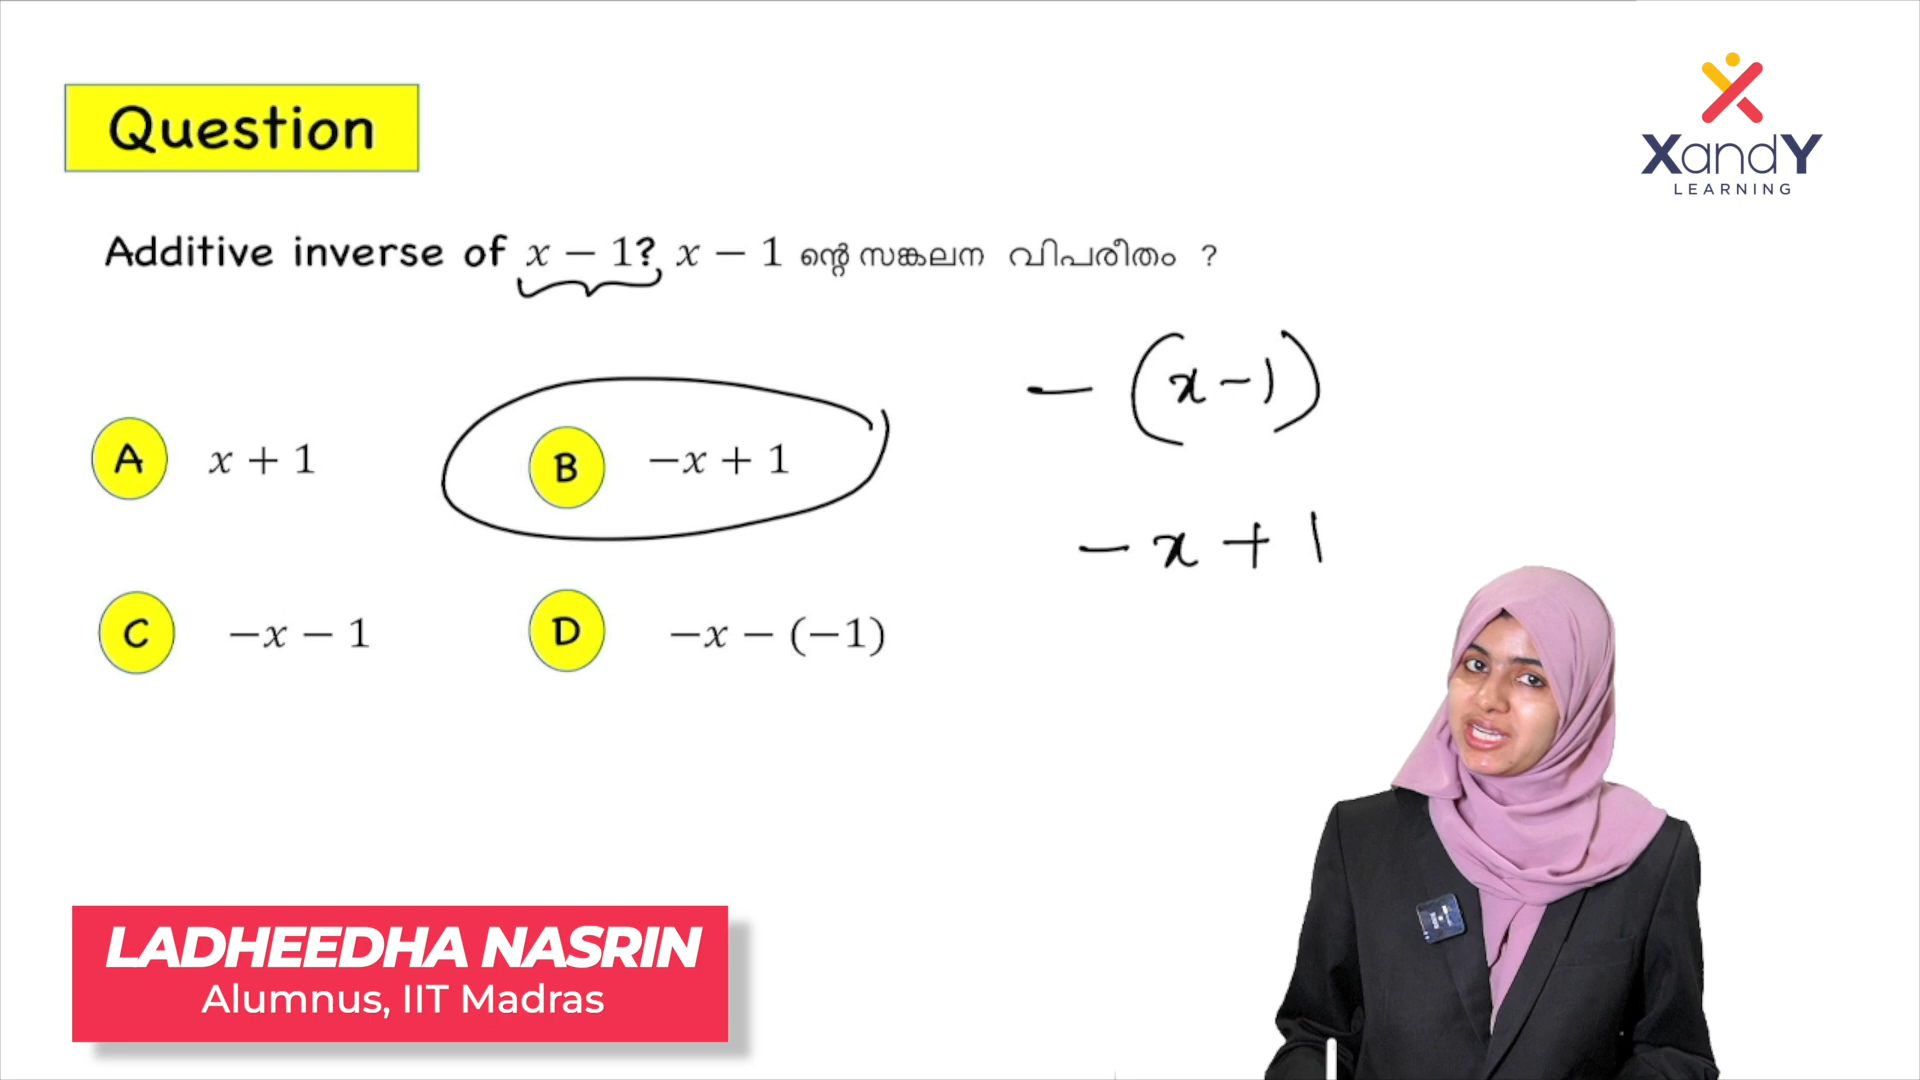 Question
XandY
LEARNING
Additive inverse of x − 1? x − 1 ന്റെ സങ്കലന വിപരീതം ?
− (x−1)
A x + 1 B −x + 1
− x + 1
C −x − 1 D −x − (−1)
LADHEEDHA NASRIN
Alumnus, IIT Madras